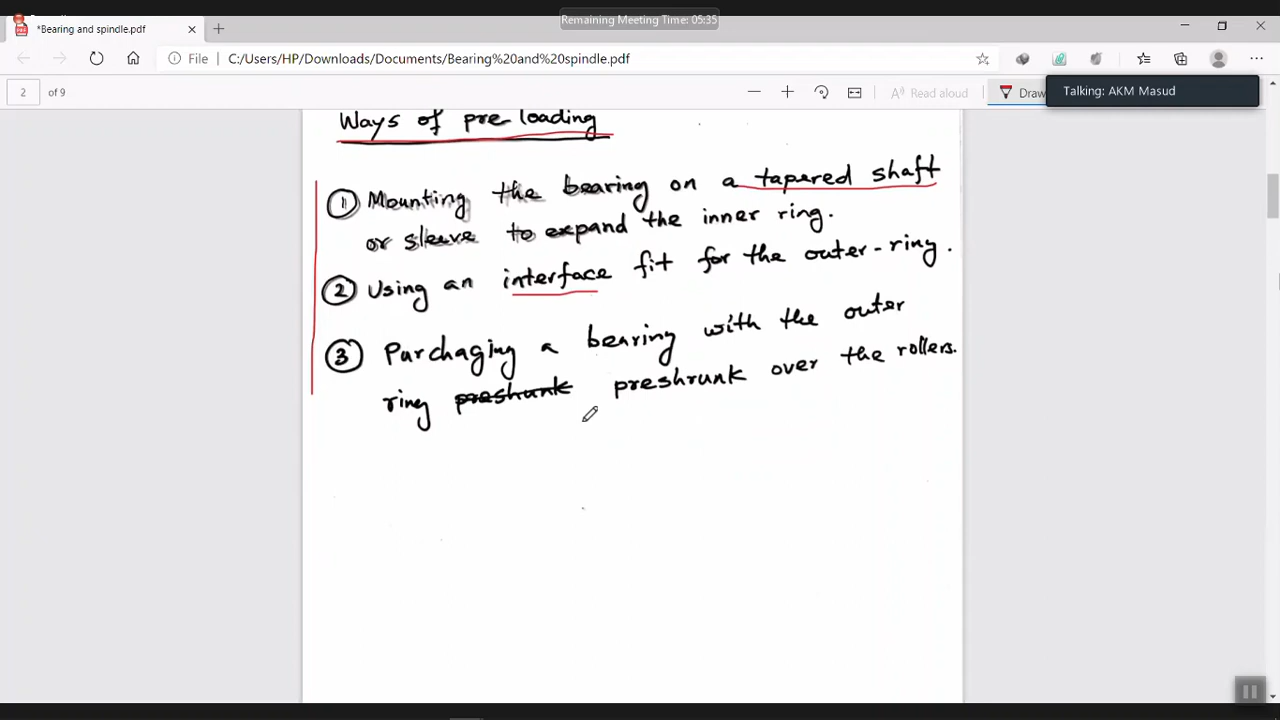 Remaining Meeting Time: 05:35
*Bearing and spindle.pdf
File C:/Users/HP/Downloads/Documents/Bearing%20and%20spindle.pdf
2 of 9 Read aloud Draw
Talking: AKM Masud
Ways of pre loading
1 Mounting the bearing on a tapered shaft
or sleeve to expand the inner ring.
2 Using an interface fit for the outer-ring.
3 Purchaging a bearing with the outer
ring preshunk preshrunk over the rollers.